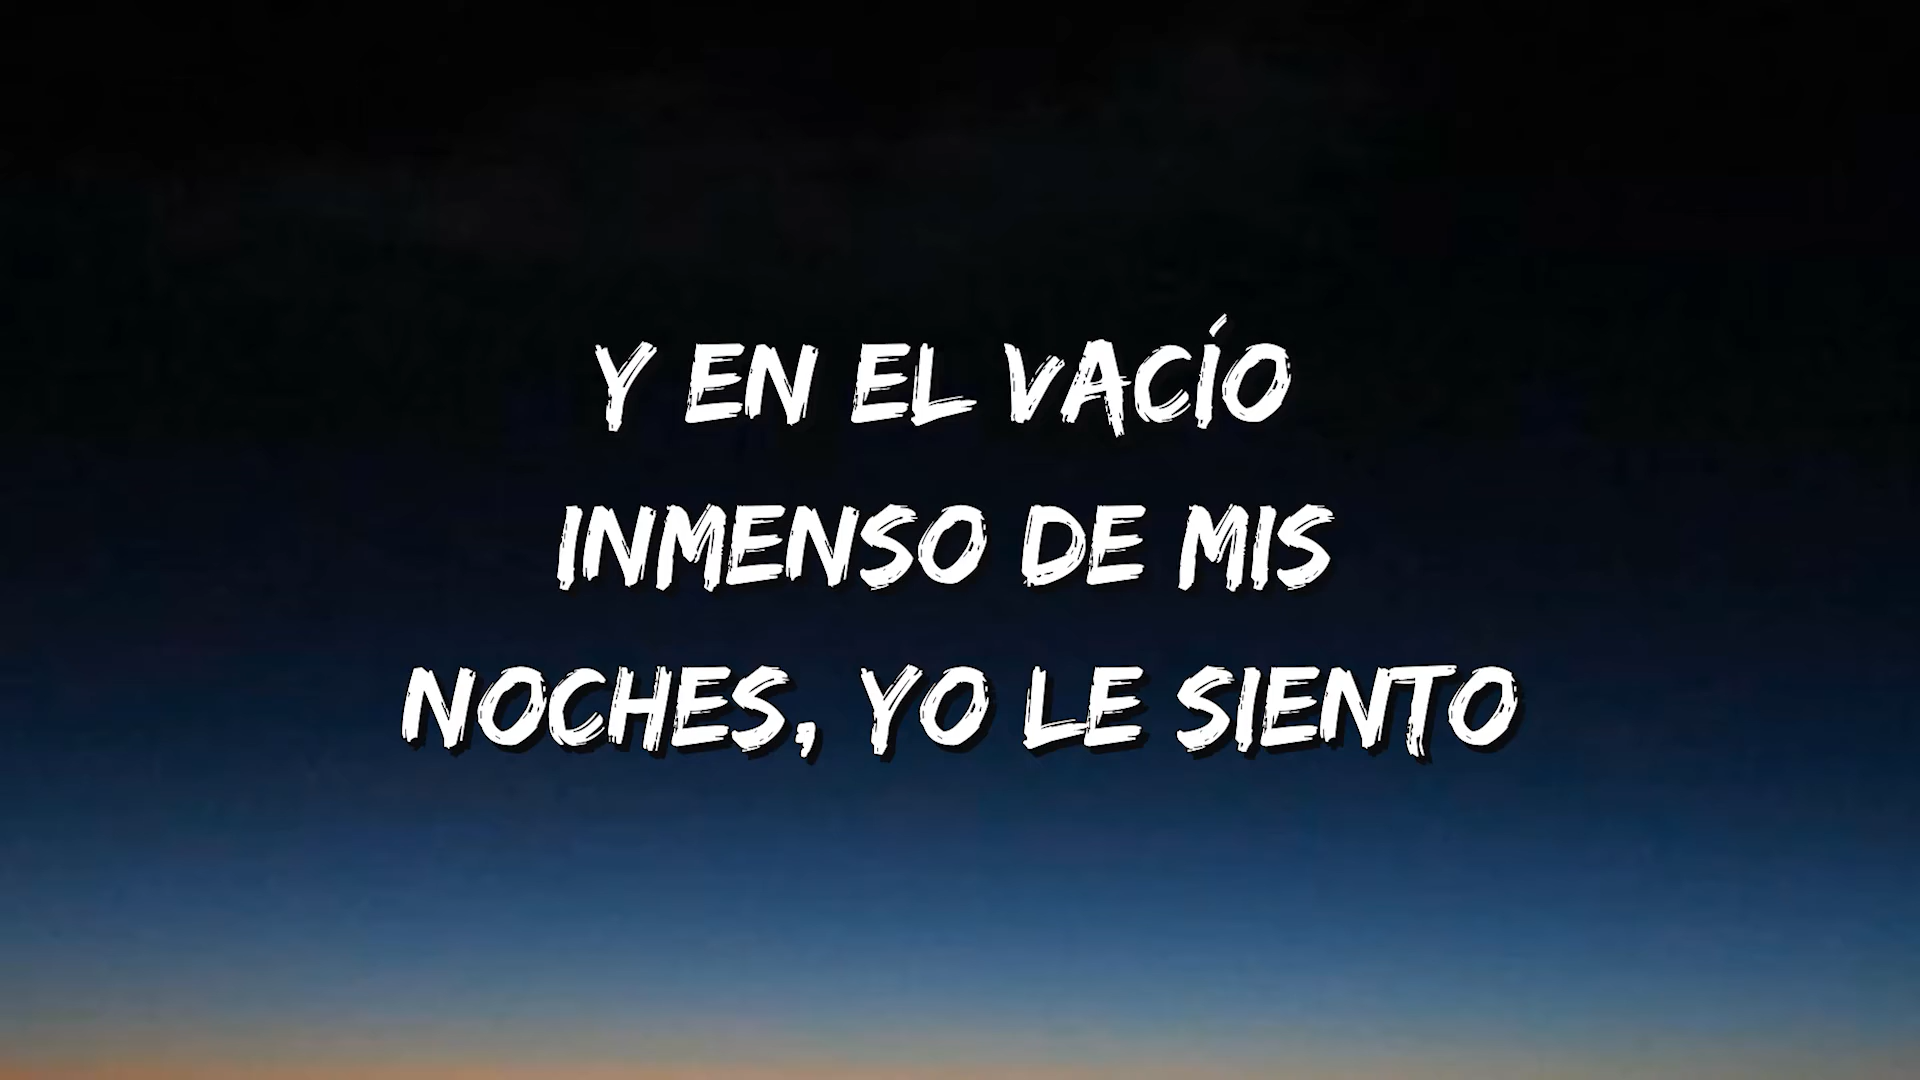 Y EN EL VACÍO
INMENSO DE MIS
NOCHES, YO LE SIENTO